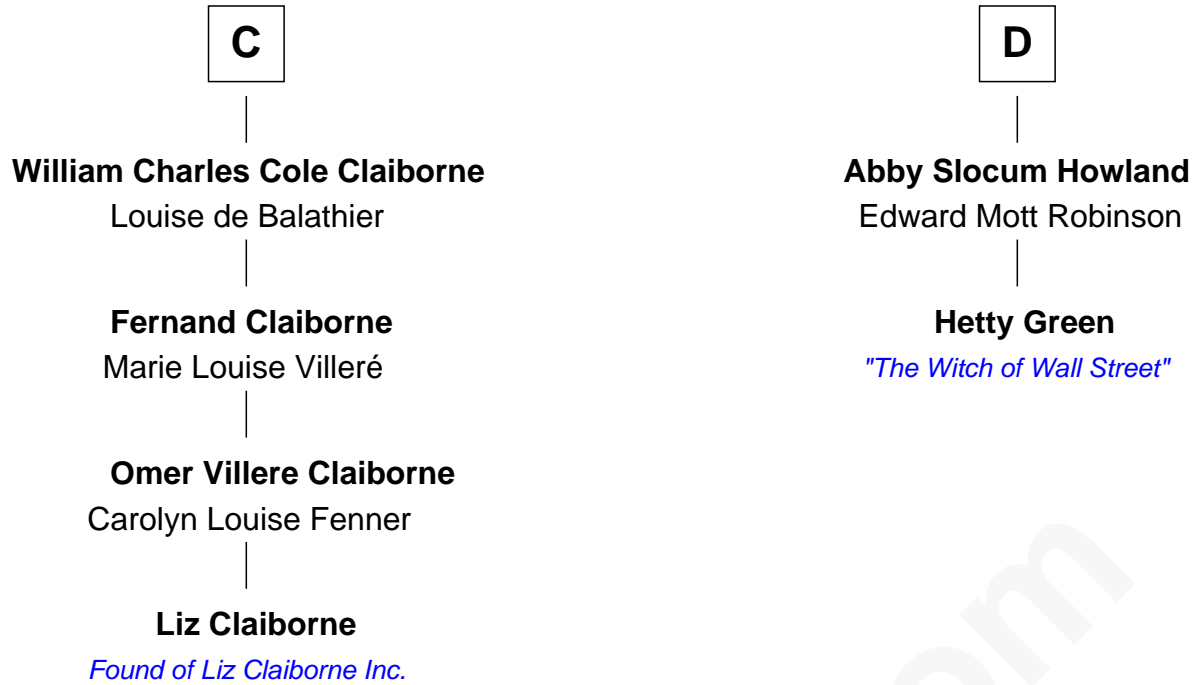 C
William Charles Cole Claiborne
Louise de Balathier
Fernand Claiborne
Marie Louise Villeré
Omer Villere Claiborne
Carolyn Louise Fenner
Liz Claiborne
Found of Liz Claiborne Inc.
D
Abby Slocum Howland
Edward Mott Robinson
Hetty Green
"The Witch of Wall Street"
om